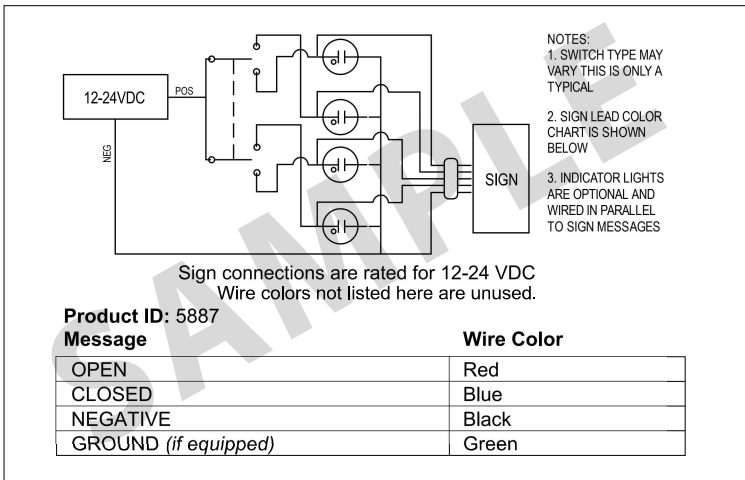 12-24VDC
POS
NEG
SIGN
NOTES:
1. SWITCH TYPE MAY
VARY THIS IS ONLY A
TYPICAL
2. SIGN LEAD COLOR
CHART IS SHOWN
BELOW
3. INDICATOR LIGHTS
ARE OPTIONAL AND
WIRED IN PARALLEL
TO SIGN MESSAGES
SAMPLE
Sign connections are rated for 12-24 VDC
Wire colors not listed here are unused.
Product ID: 5887
Message Wire Color
OPEN Red
CLOSED Blue
NEGATIVE Black
GROUND (if equipped) Green